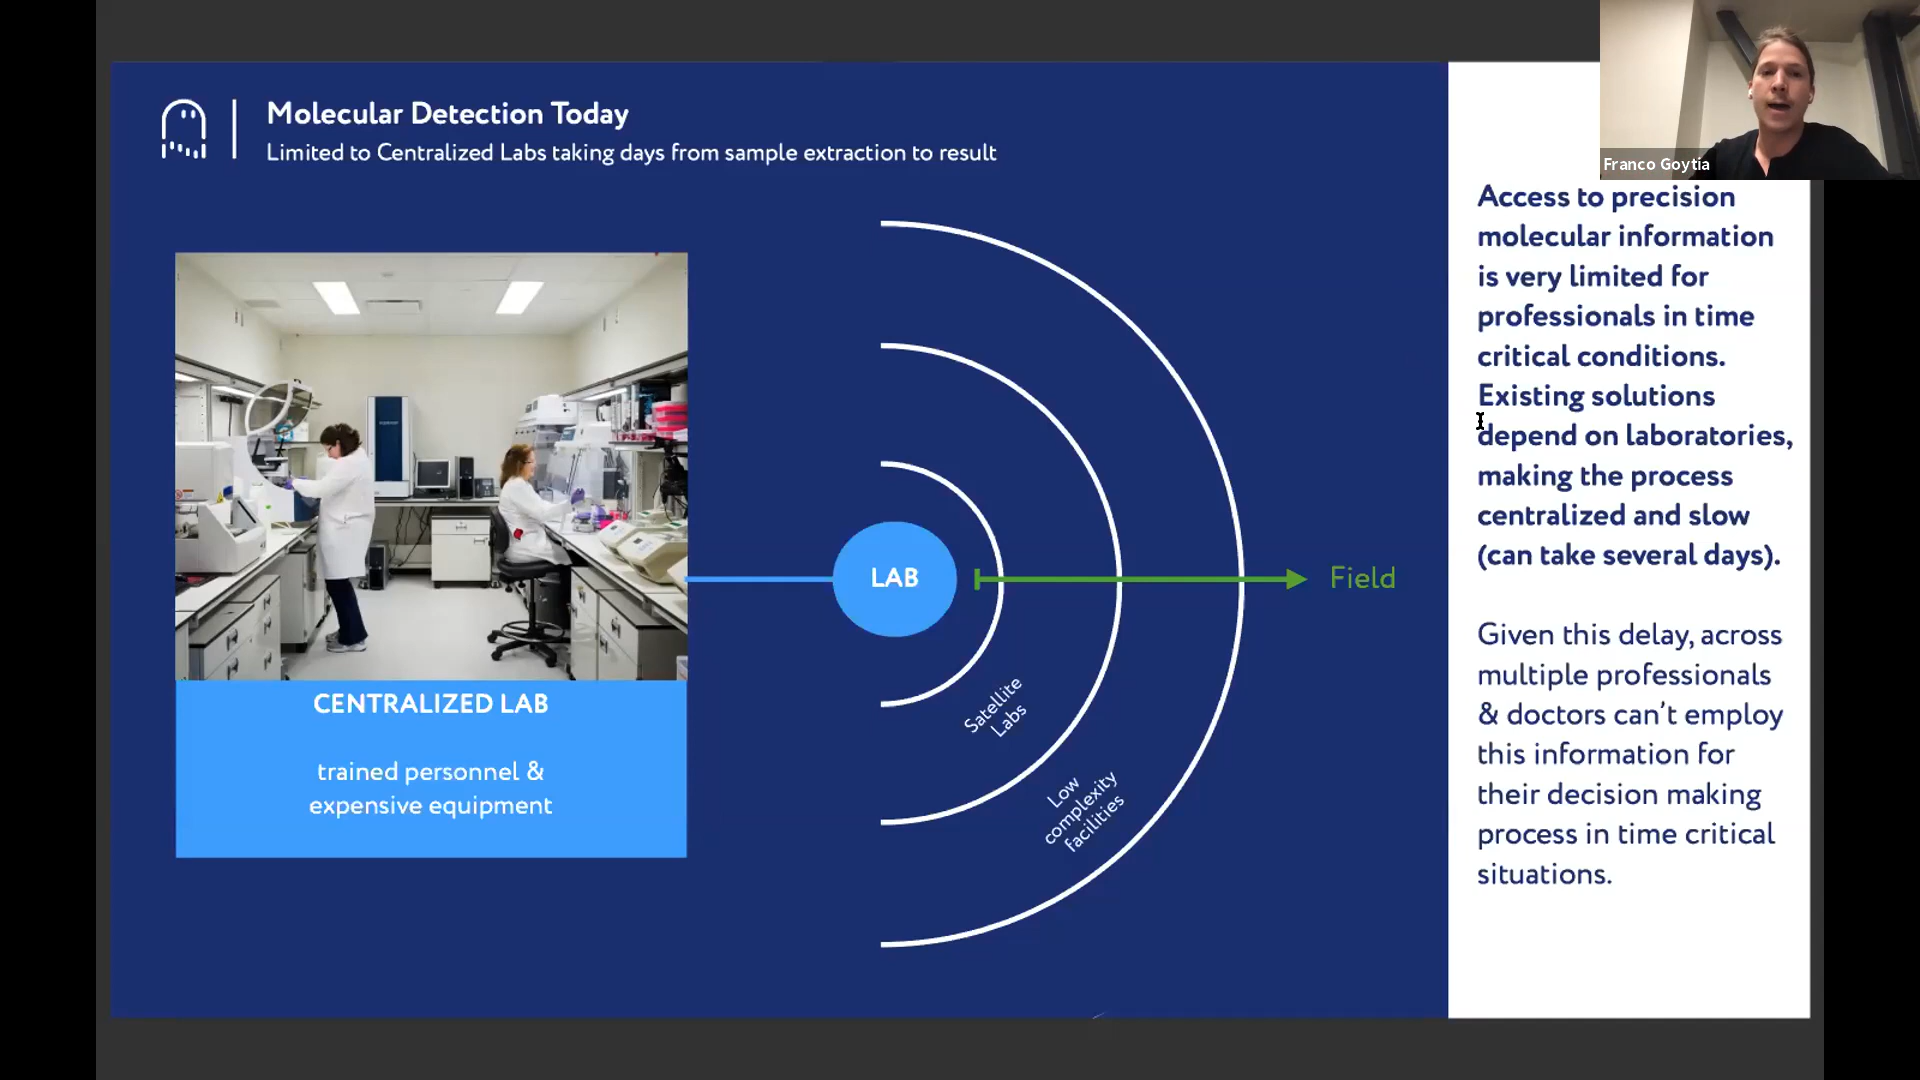 Molecular Detection Today
Limited to Centralized Labs taking days from sample extraction to result
Franco Goytia
CENTRALIZED LAB
trained personnel &
expensive equipment
LAB
Field
Satellite
Labs
Low
complexity
facilities
Access to precision
molecular information
is very limited for
professionals in time
critical conditions.
Existing solutions
depend on laboratories,
making the process
centralized and slow
(can take several days).
Given this delay, across
multiple professionals
& doctors can’t employ
this information for
their decision making
process in time critical
situations.